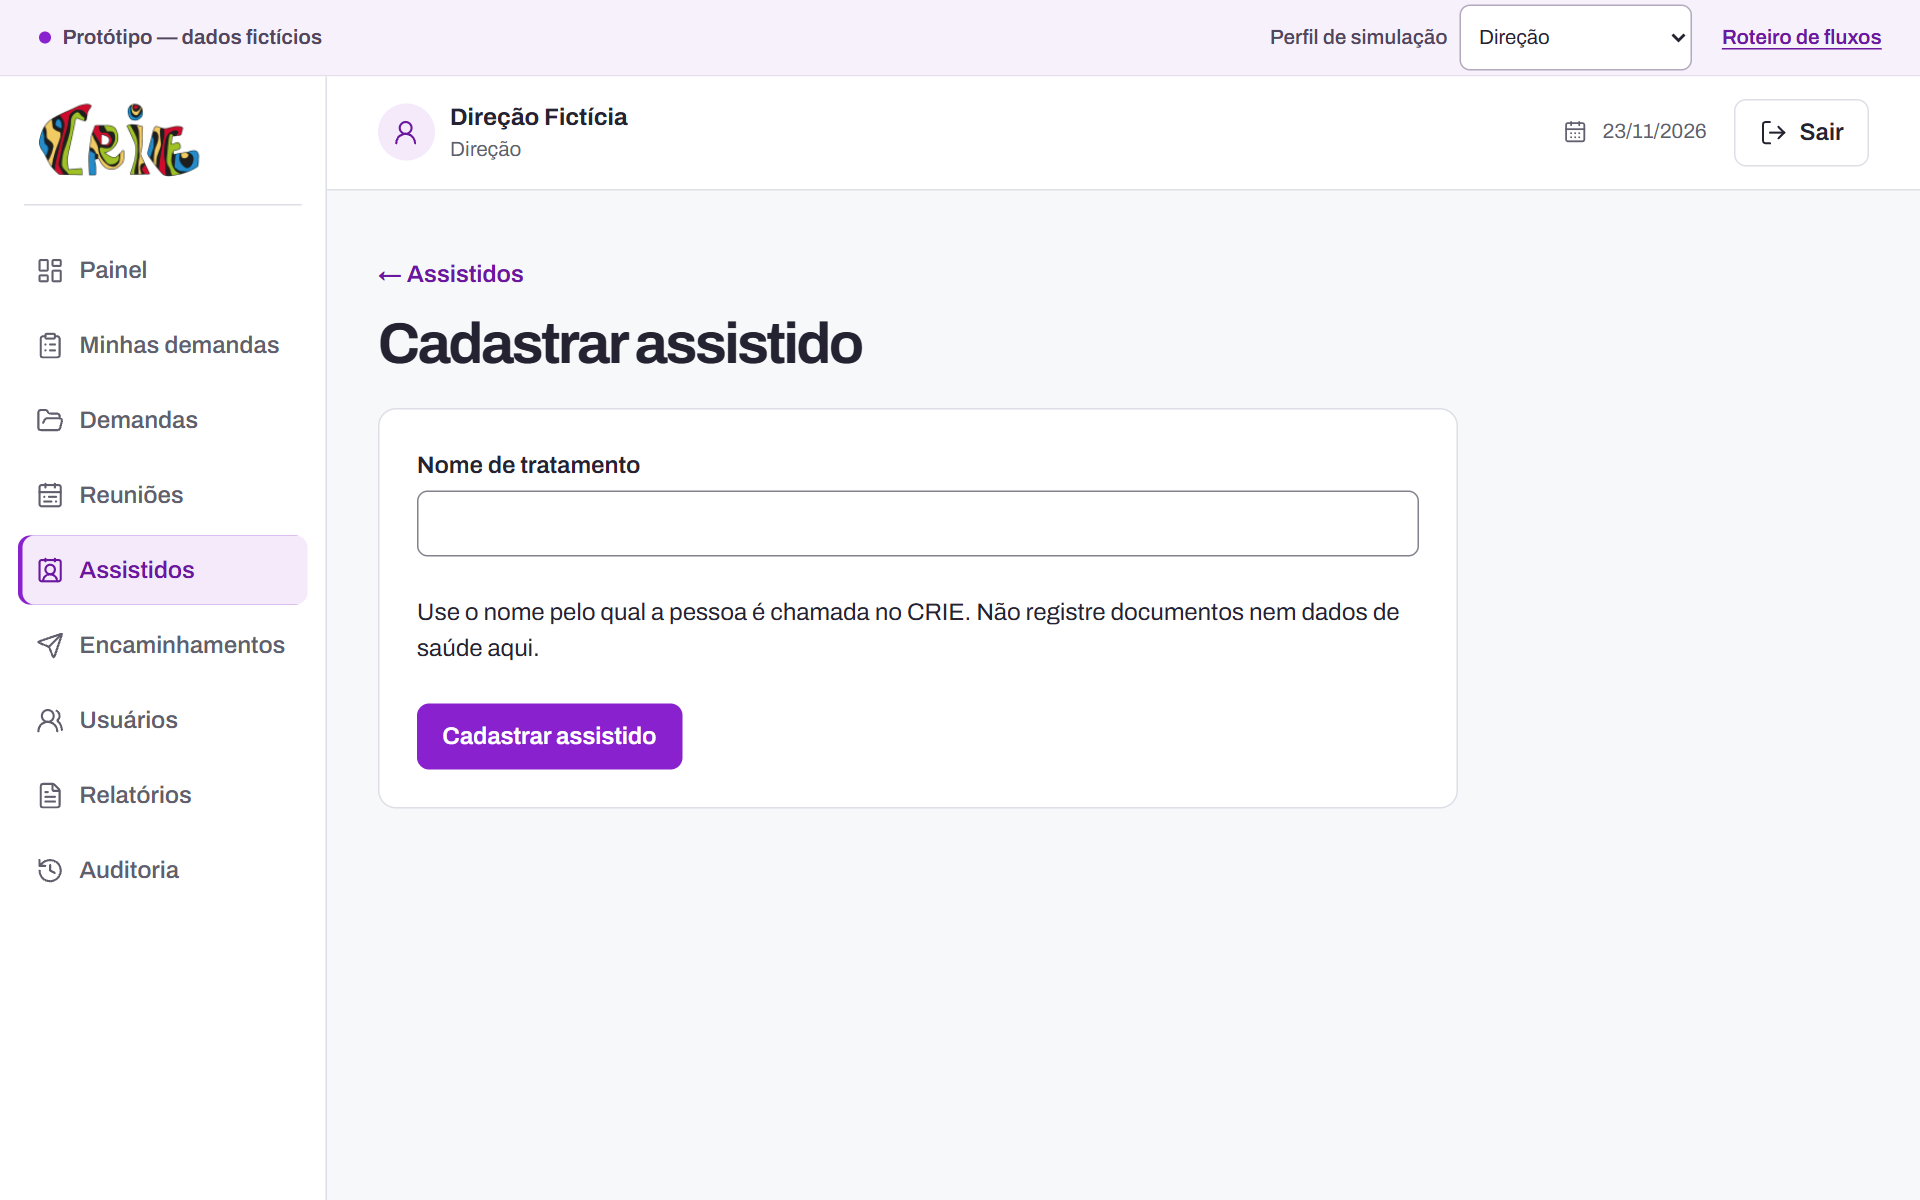 Protótipo — dados fictícios
Perfil de simulação
Direção
Roteiro de fluxos
CRIE
Direção Fictícia
Direção
23/11/2026
Sair
Painel
Minhas demandas
Demandas
Reuniões
Assistidos
Encaminhamentos
Usuários
Relatórios
Auditoria
← Assistidos
Cadastrar assistido
Nome de tratamento
Use o nome pelo qual a pessoa é chamada no CRIE. Não registre documentos nem dados de
saúde aqui.
Cadastrar assistido